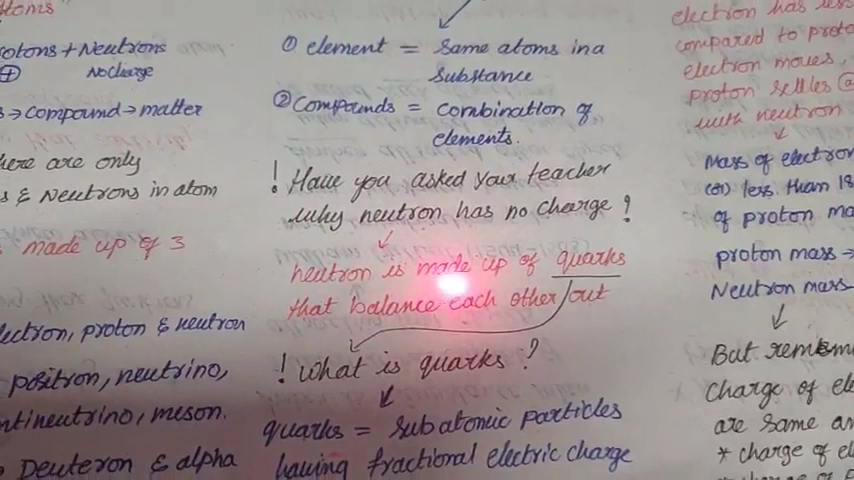 toms
rotons + Neutrons
⊕ No charge
s → compound → matter
here are only
s & Neutrons in atom
made up of 3
lectron, proton & neutron
positron, neutrino,
ntineutrino, meson.
Deuteron & alpha
① element = Same atoms in a
Substance
② Compounds = combination of
elements.
! Have you asked your teacher
why neutron has no charge ?
neutron is made up of quarks
that balance each other out
! What is quarks ?
quarks = Subatomic particles
having fractional electric charge
electron has less
compared to proto
electron moves,
proton settles @
with neutron
Mass of electron
(or) less than 18
of proton ma
proton mass →
Neutron mass
But remem
Charge of ele
are same an
* charge of el